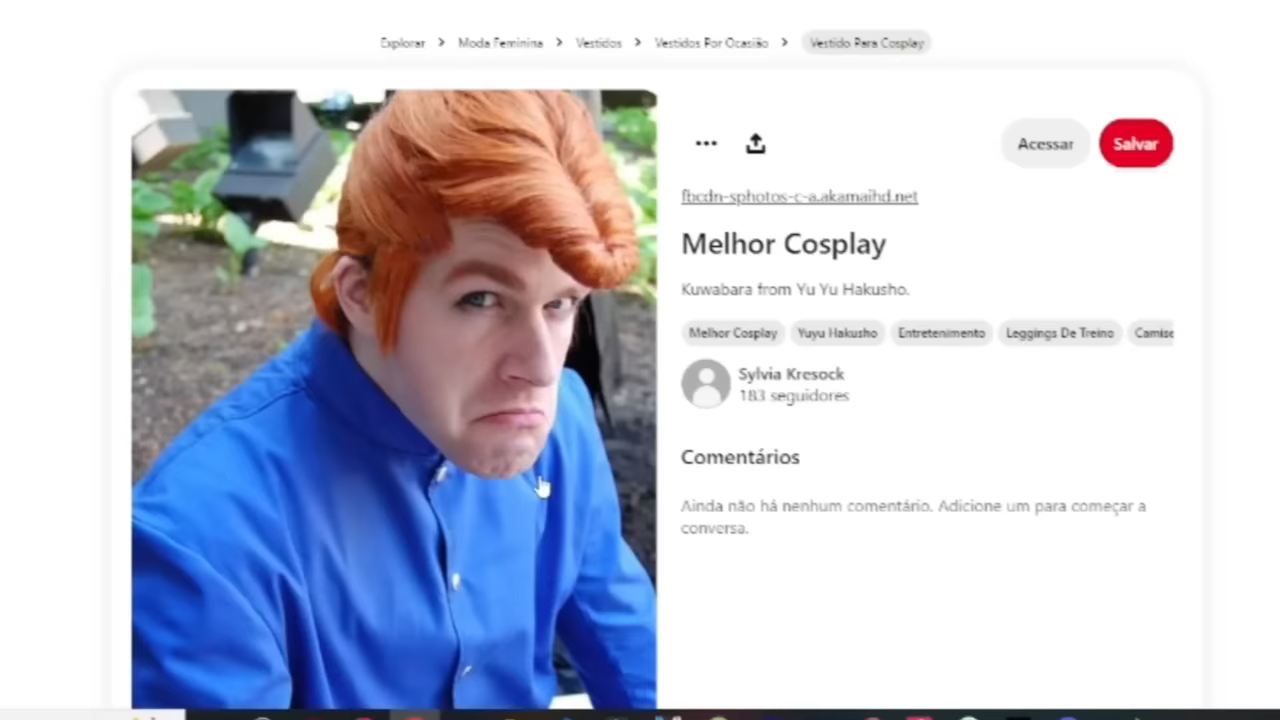 Explorar > Moda Feminina > Vestidos > Vestidos Por Ocasião > Vestido Para Cosplay
Acessar
Salvar
fbcdn-sphotos-c-a.akamaihd.net
Melhor Cosplay
Kuwabara from Yu Yu Hakusho.
Melhor Cosplay Yuyu Hakusho Entretenimento Leggings De Treino Camise
Sylvia Kresock
183 seguidores
Comentários
Ainda não há nenhum comentário. Adicione um para começar a
conversa.